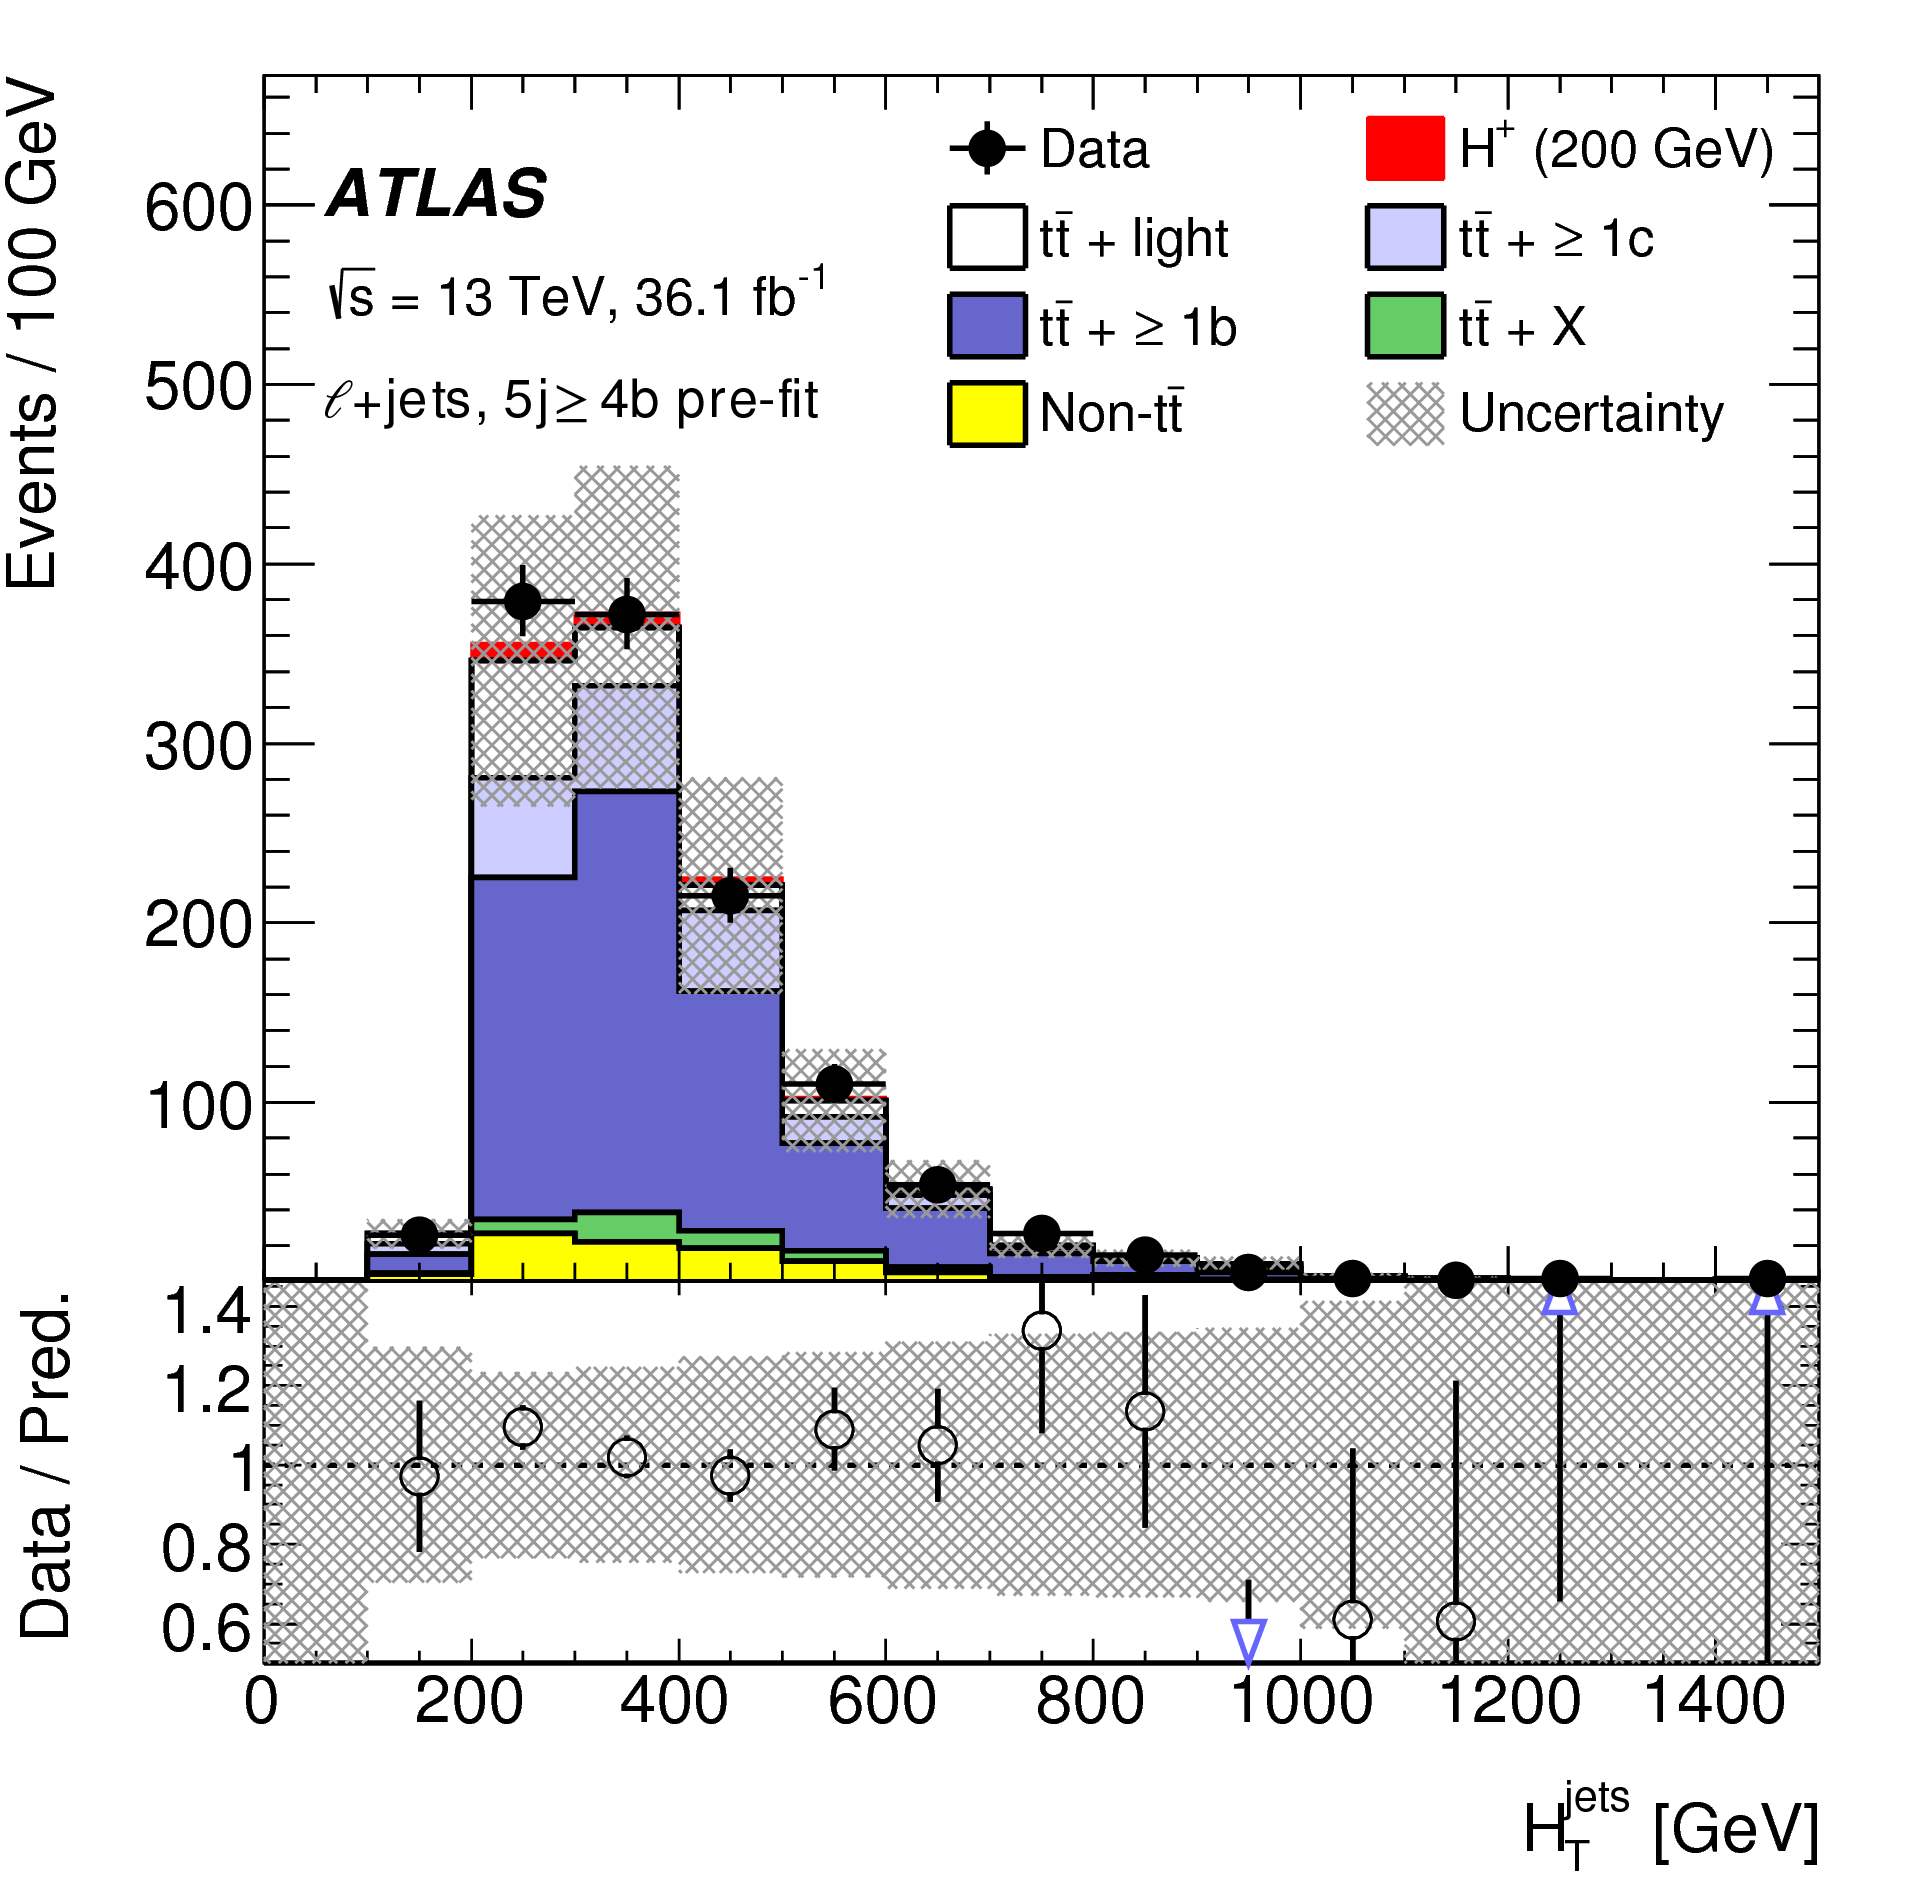 Events / 100 GeV
600
500
400
300
200
100
ATLAS
√s = 13 TeV, 36.1 fb⁻¹
ℓ+jets, 5j≥ 4b pre-fit
Data
H⁺ (200 GeV)
tt̄ + light
tt̄ + ≥ 1c
tt̄ + ≥ 1b
tt̄ + X
Non-tt̄
Uncertainty
Data / Pred.
1.4
1.2
1
0.8
0.6
0 200 400 600 800 1000 1200 1400
H_T^jets [GeV]